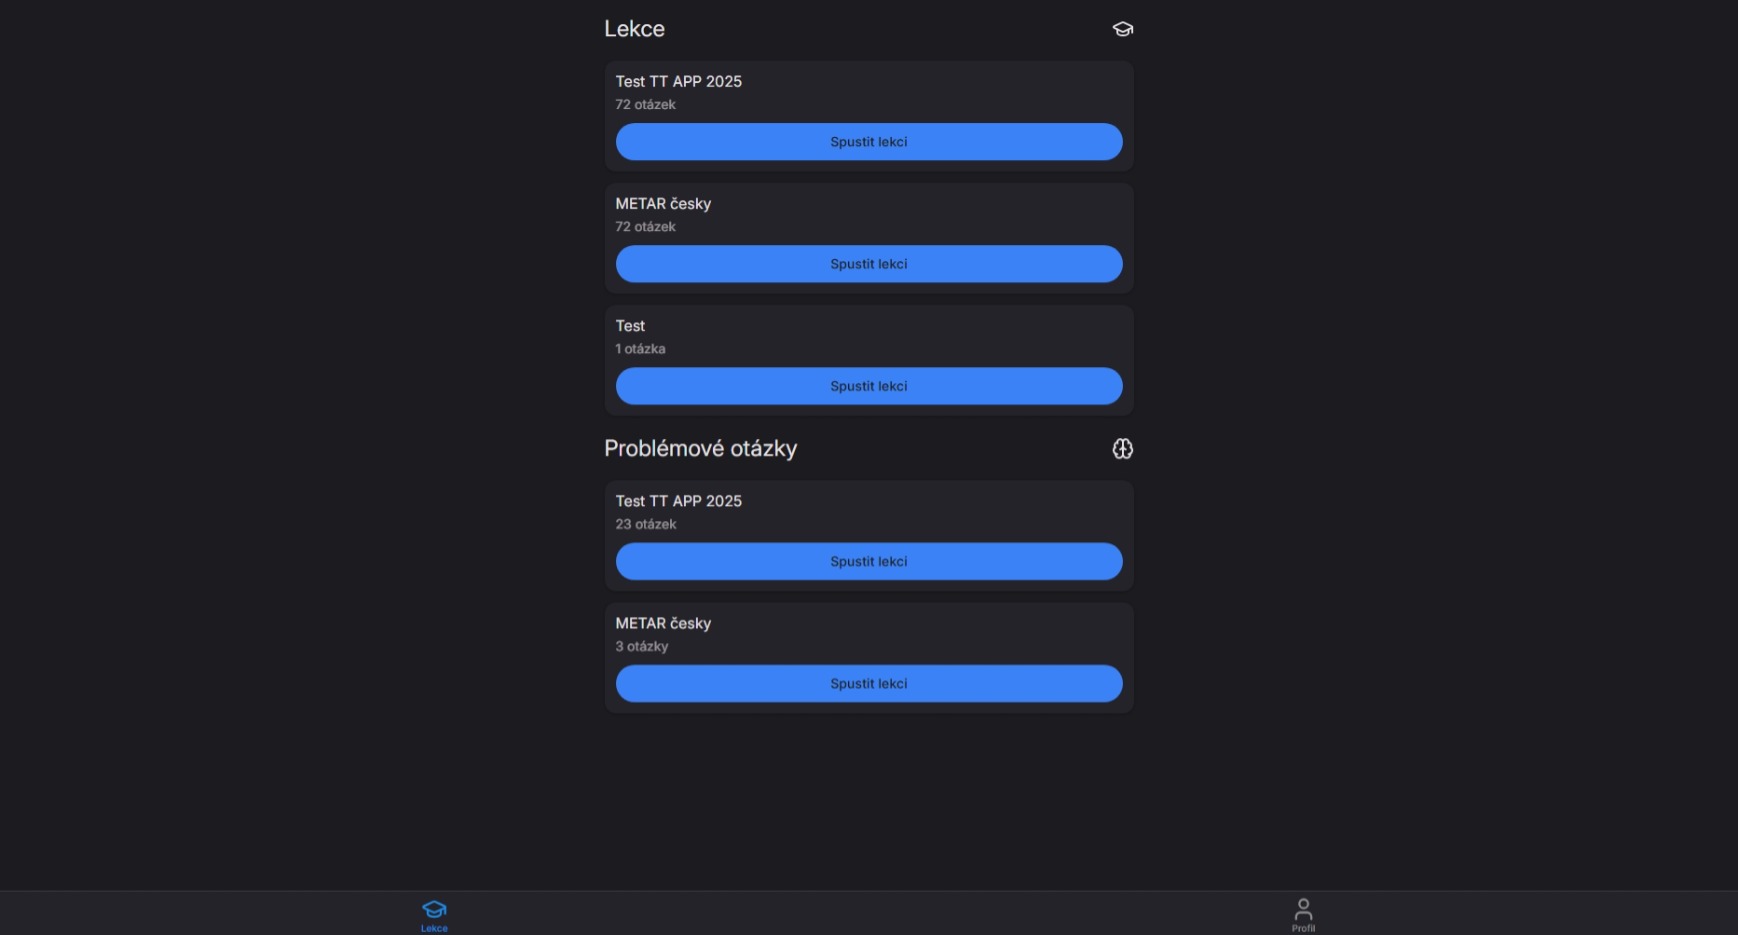 Lekce
Test TT APP 2025
72 otázek
Spustit lekci
METAR česky
72 otázek
Spustit lekci
Test
1 otázka
Spustit lekci
Problémové otázky
Test TT APP 2025
23 otázek
Spustit lekci
METAR česky
3 otázky
Spustit lekci
Lekce
Profil